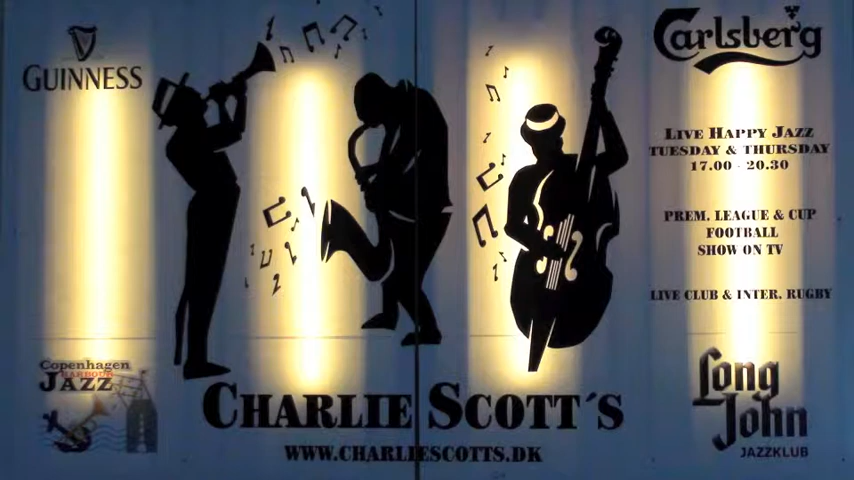 GUINNESS
Carlsberg
LIVE HAPPY JAZZ
TUESDAY & THURSDAY
17.00 - 20.30
PREM. LEAGUE & CUP
FOOTBALL
SHOW ON TV
LIVE CLUB & INTER. RUGBY
Copenhagen
HARBOUR
JAZZ
CHARLIE SCOTT´S
WWW.CHARLIESCOTTS.DK
Long
John
JAZZKLUB